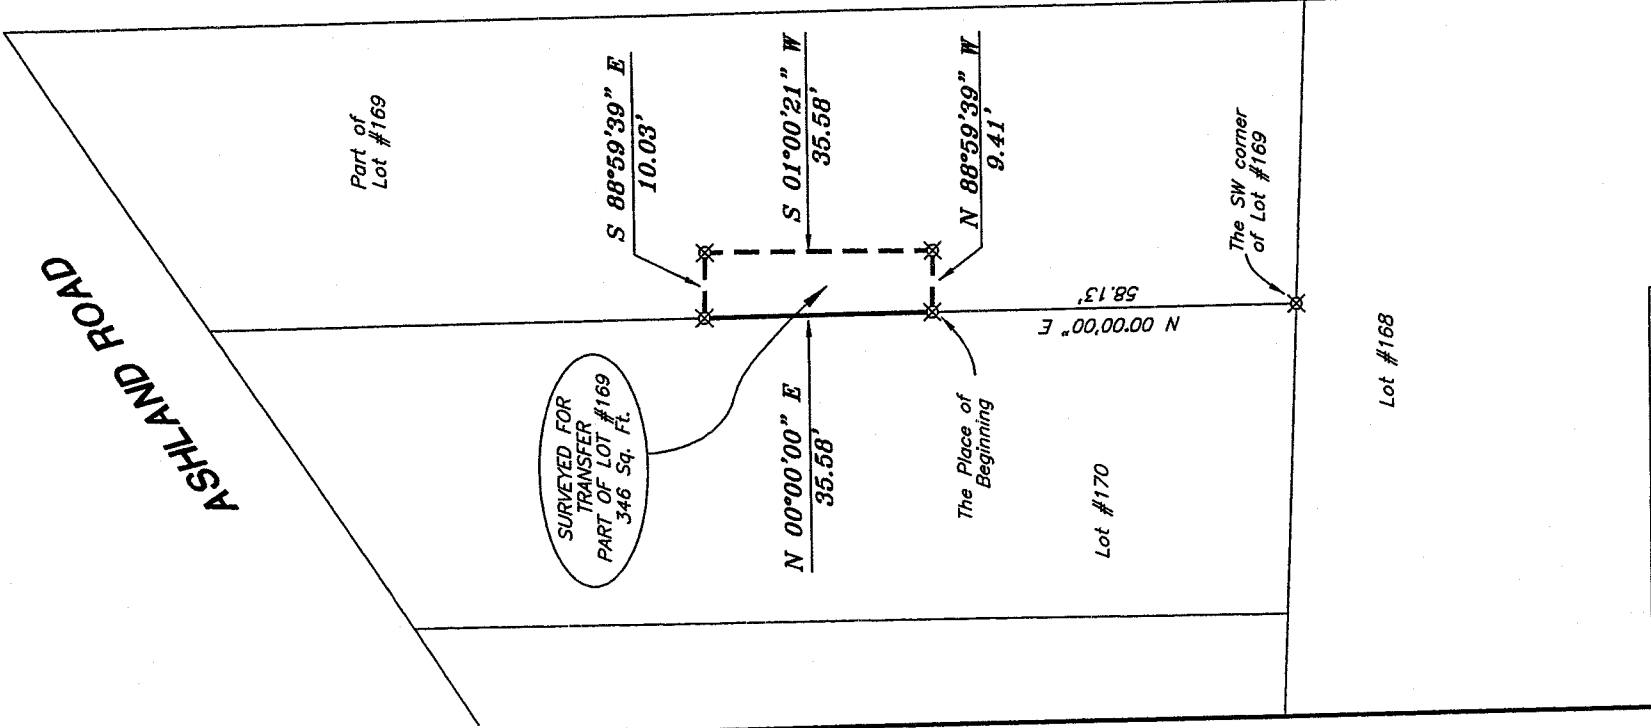 ASHLAND ROAD
Part of
Lot #169
S 88°59'39" E
10.03'
S 01°00'21" W
35.58'
N 88°59'39" W
9.41'
The SW corner
of Lot #169
SURVEYED FOR
TRANSFER
PART OF LOT #169
346 Sq. Ft.
N 00°00'00" E
35.58'
The Place of
Beginning
N 00°00'00" E
58.13'
Lot #170
Lot #168